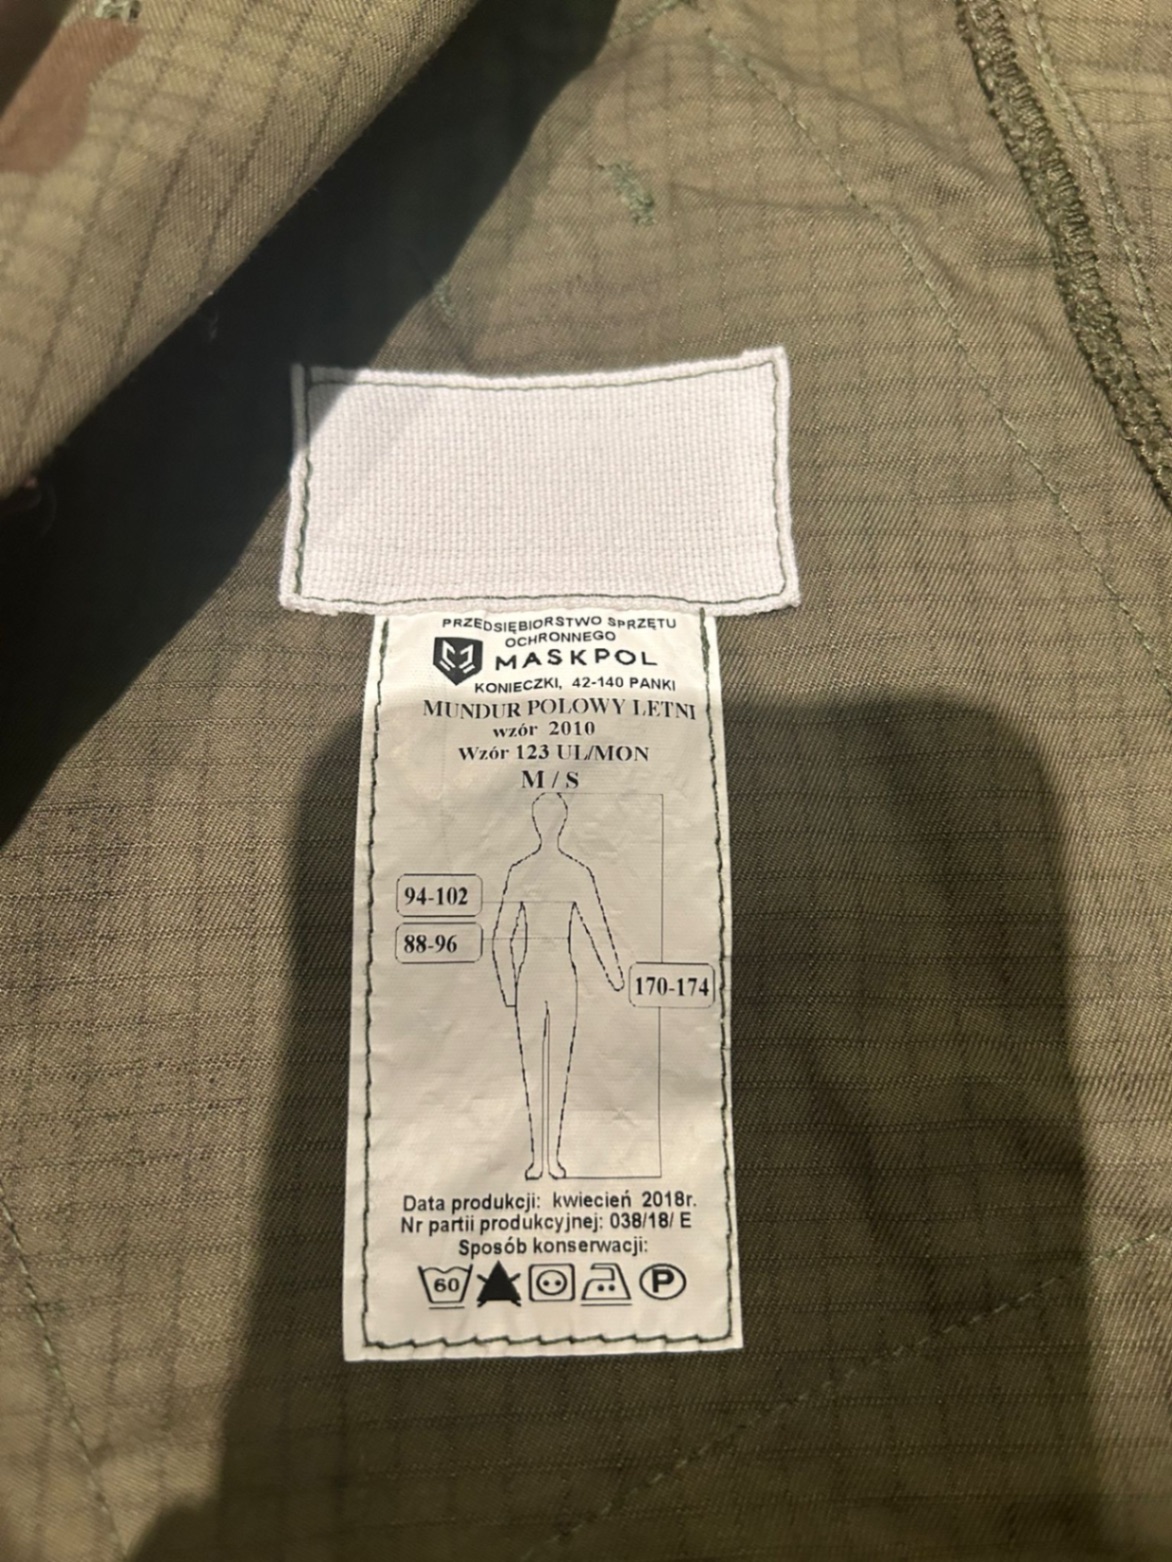 PRZEDSIĘBIORSTWO SPRZĘTU
OCHRONNEGO
MASKPOL
KONIECZKI, 42-140 PANKI
MUNDUR POLOWY LETNI
wzór 2010
Wzór 123 UL/MON
M / S
94-102
88-96
170-174
Data produkcji: kwiecień 2018r.
Nr partii produkcyjnej: 038/18/ E
Sposób konserwacji:
60 P